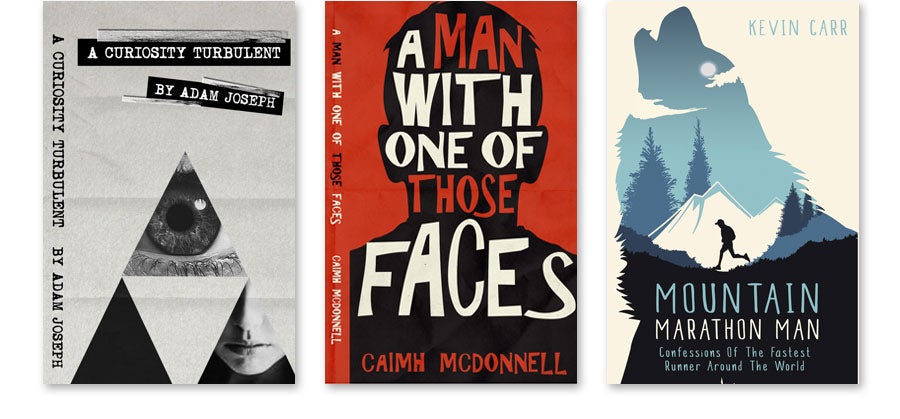 A CURIOSITY TURBULENT BY ADAM JOSEPH
A CURIOSITY TURBULENT
BY ADAM JOSEPH
A MAN WITH ONE OF THOSE FACES CAIMH MCDONNELL
A MAN
WITH
ONE OF
THOSE
FACES
CAIMH MCDONNELL
KEVIN CARR
MOUNTAIN
MARATHON MAN
Confessions Of The Fastest
Runner Around The World